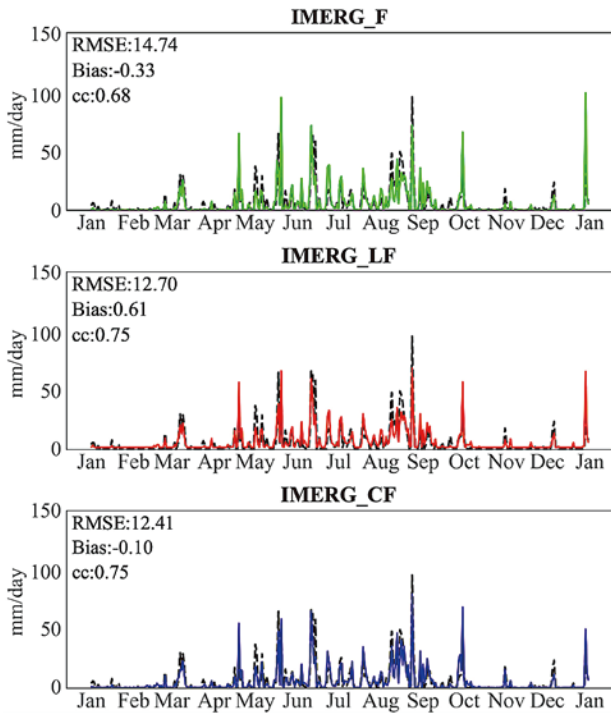 IMERG_F
150
RMSE:14.74
Bias:-0.33
cc:0.68
100
50
0
mm/day
Jan Feb Mar Apr May Jun Jul Aug Sep Oct Nov Dec Jan
IMERG_LF
150
RMSE:12.70
Bias:0.61
cc:0.75
100
50
0
mm/day
Jan Feb Mar Apr May Jun Jul Aug Sep Oct Nov Dec Jan
IMERG_CF
150
RMSE:12.41
Bias:-0.10
cc:0.75
100
50
0
mm/day
Jan Feb Mar Apr May Jun Jul Aug Sep Oct Nov Dec Jan